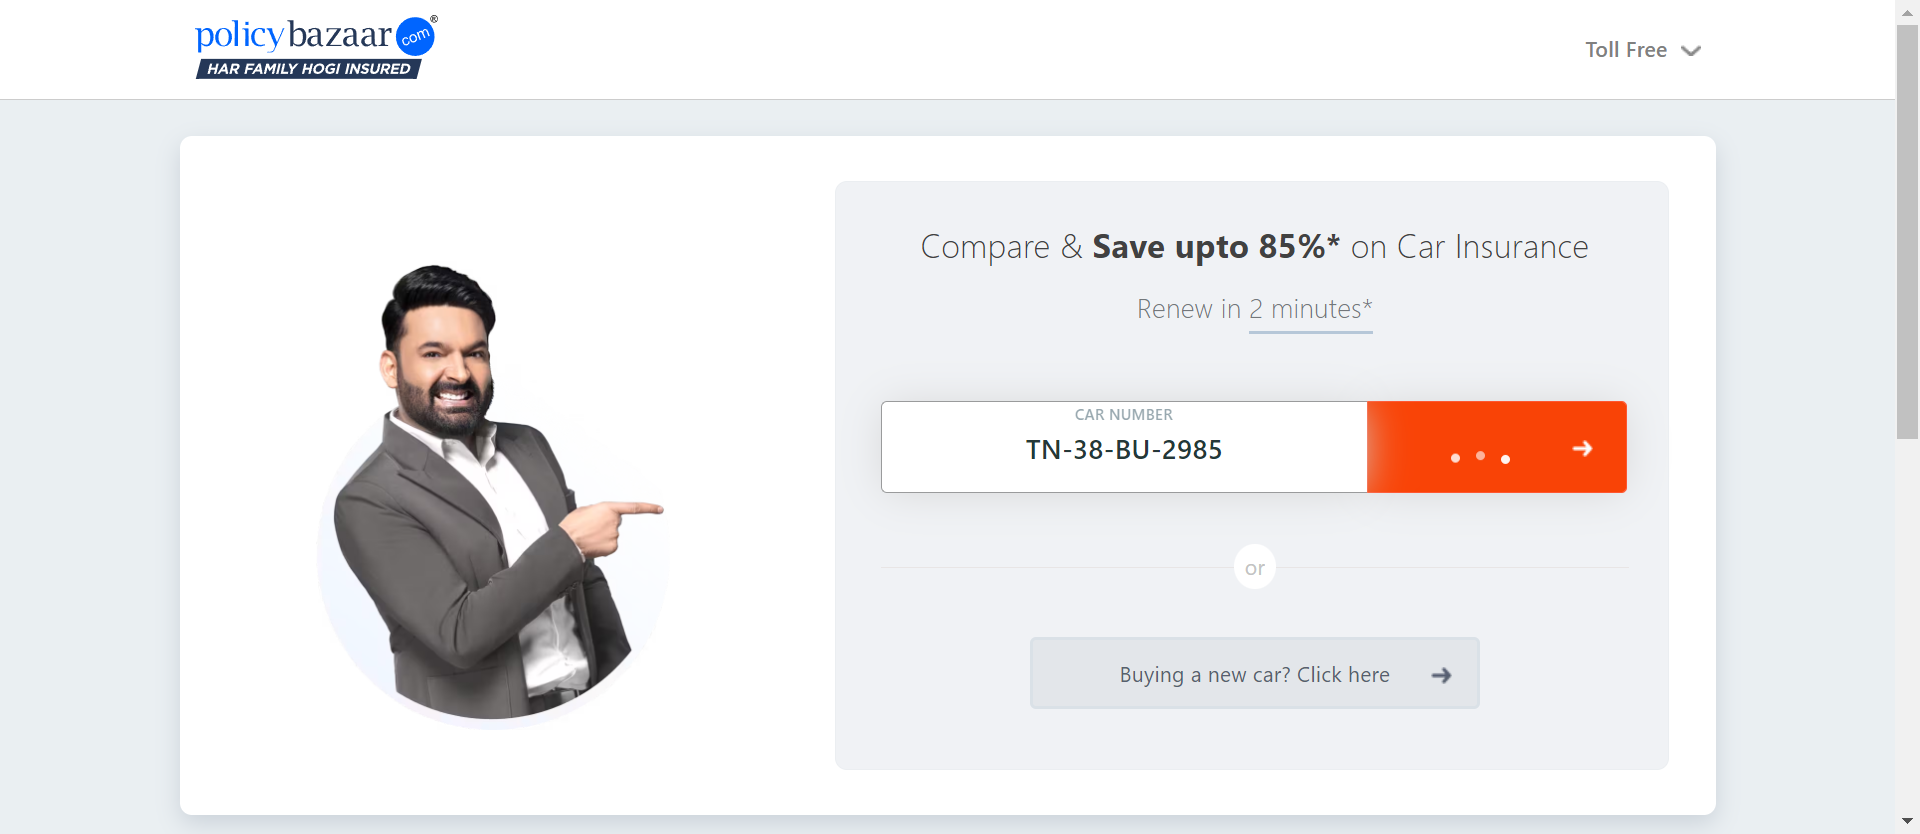 policybazaar com®
HAR FAMILY HOGI INSURED
Toll Free
Compare & Save upto 85%* on Car Insurance
Renew in 2 minutes*
CAR NUMBER
TN-38-BU-2985
or
Buying a new car? Click here